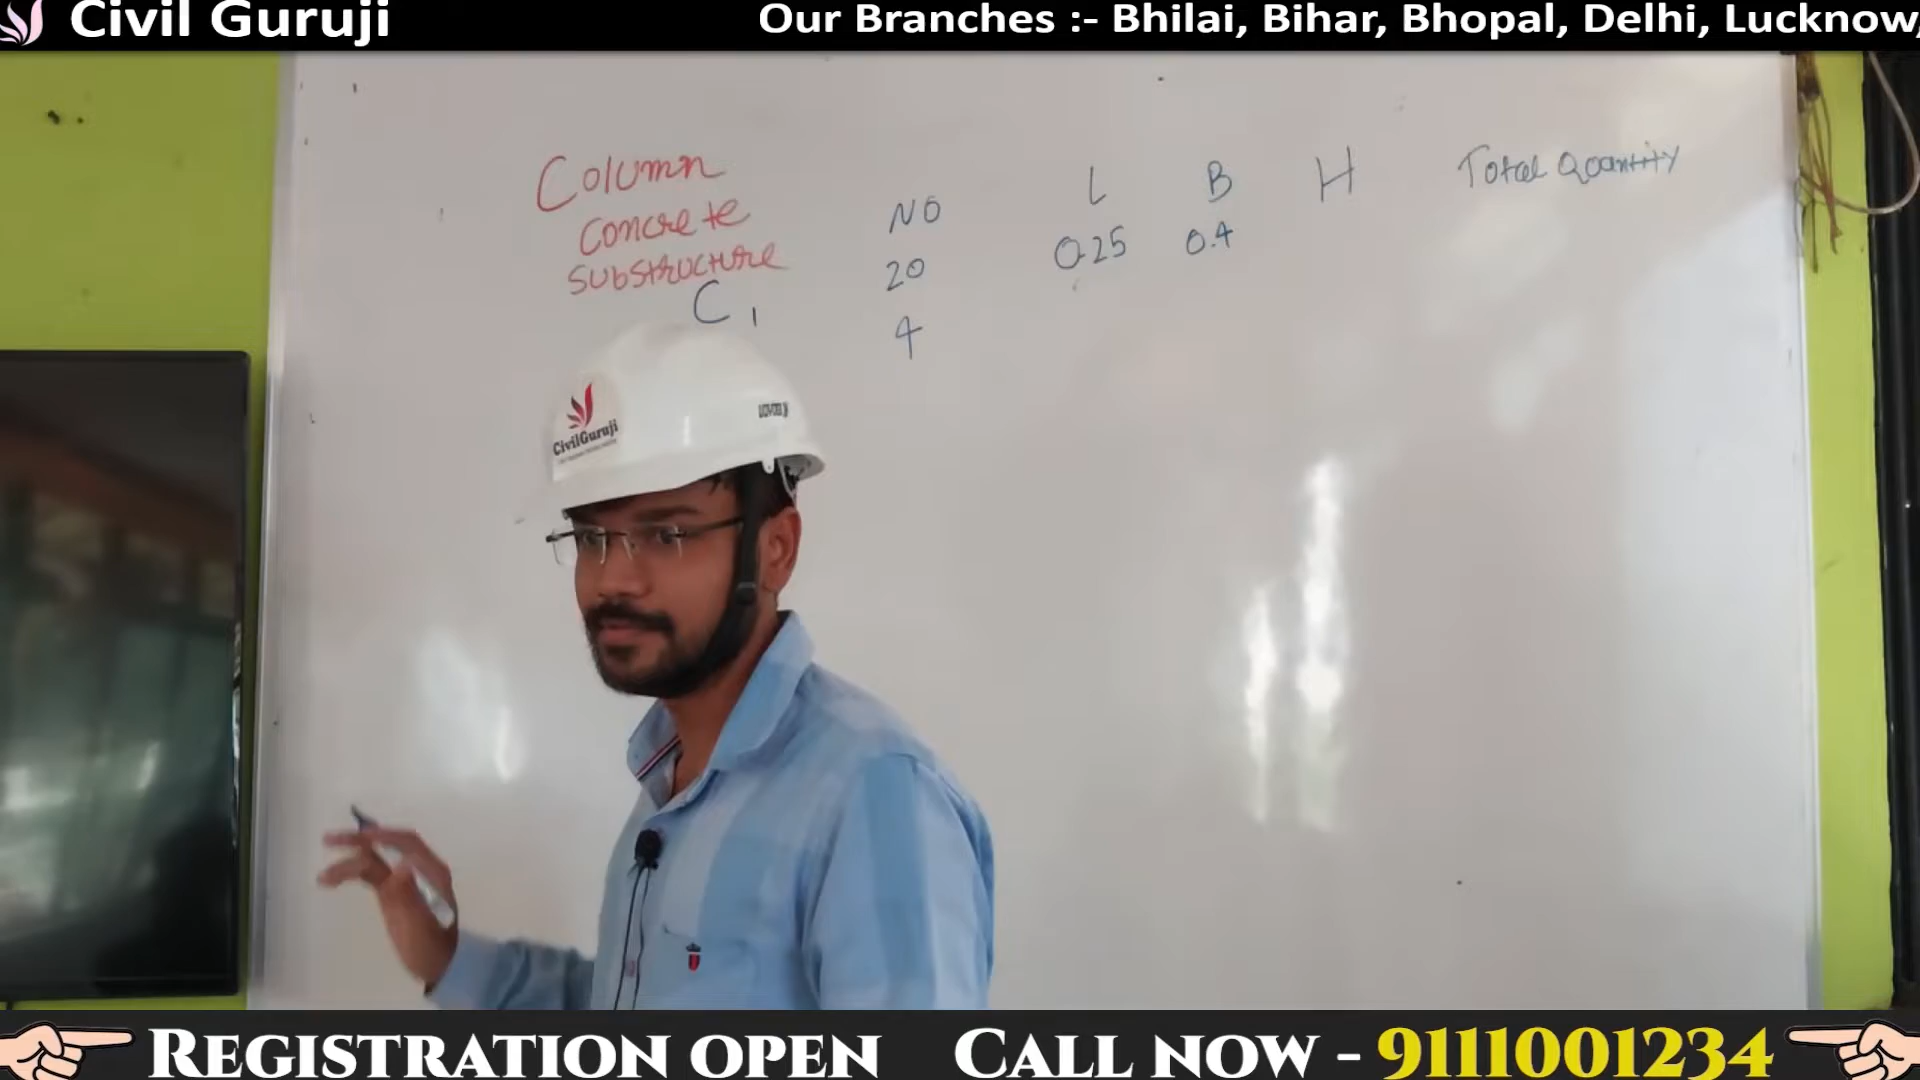 Civil Guruji
Our Branches :- Bhilai, Bihar, Bhopal, Delhi, Lucknow,
Column
Concrete
Substructure
C1
NO L B H Total Quantity
20 0.25 0.4
4
CivilGuruji
REGISTRATION OPEN CALL NOW - 9111001234